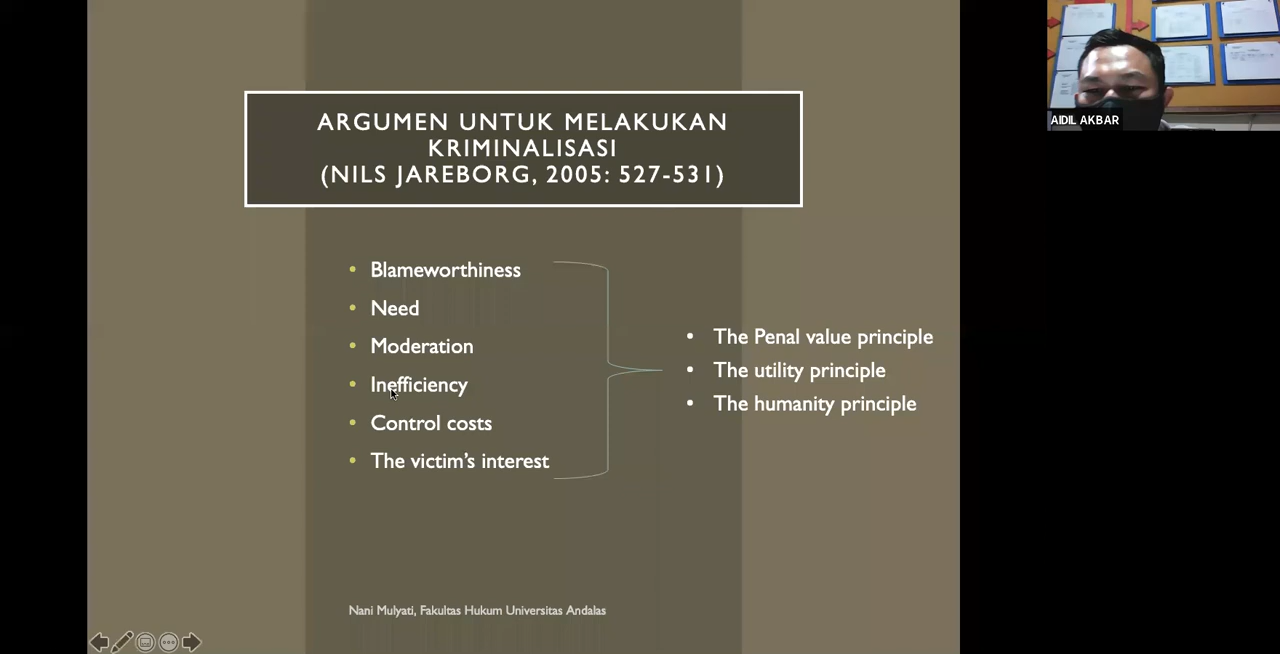 ARGUMEN UNTUK MELAKUKAN
KRIMINALISASI
(NILS JAREBORG, 2005: 527-531)
• Blameworthiness
• Need
• Moderation
• Inefficiency
• Control costs
• The victim's interest
• The Penal value principle
• The utility principle
• The humanity principle
Nani Mulyati, Fakultas Hukum Universitas Andalas
AIDIL AKBAR